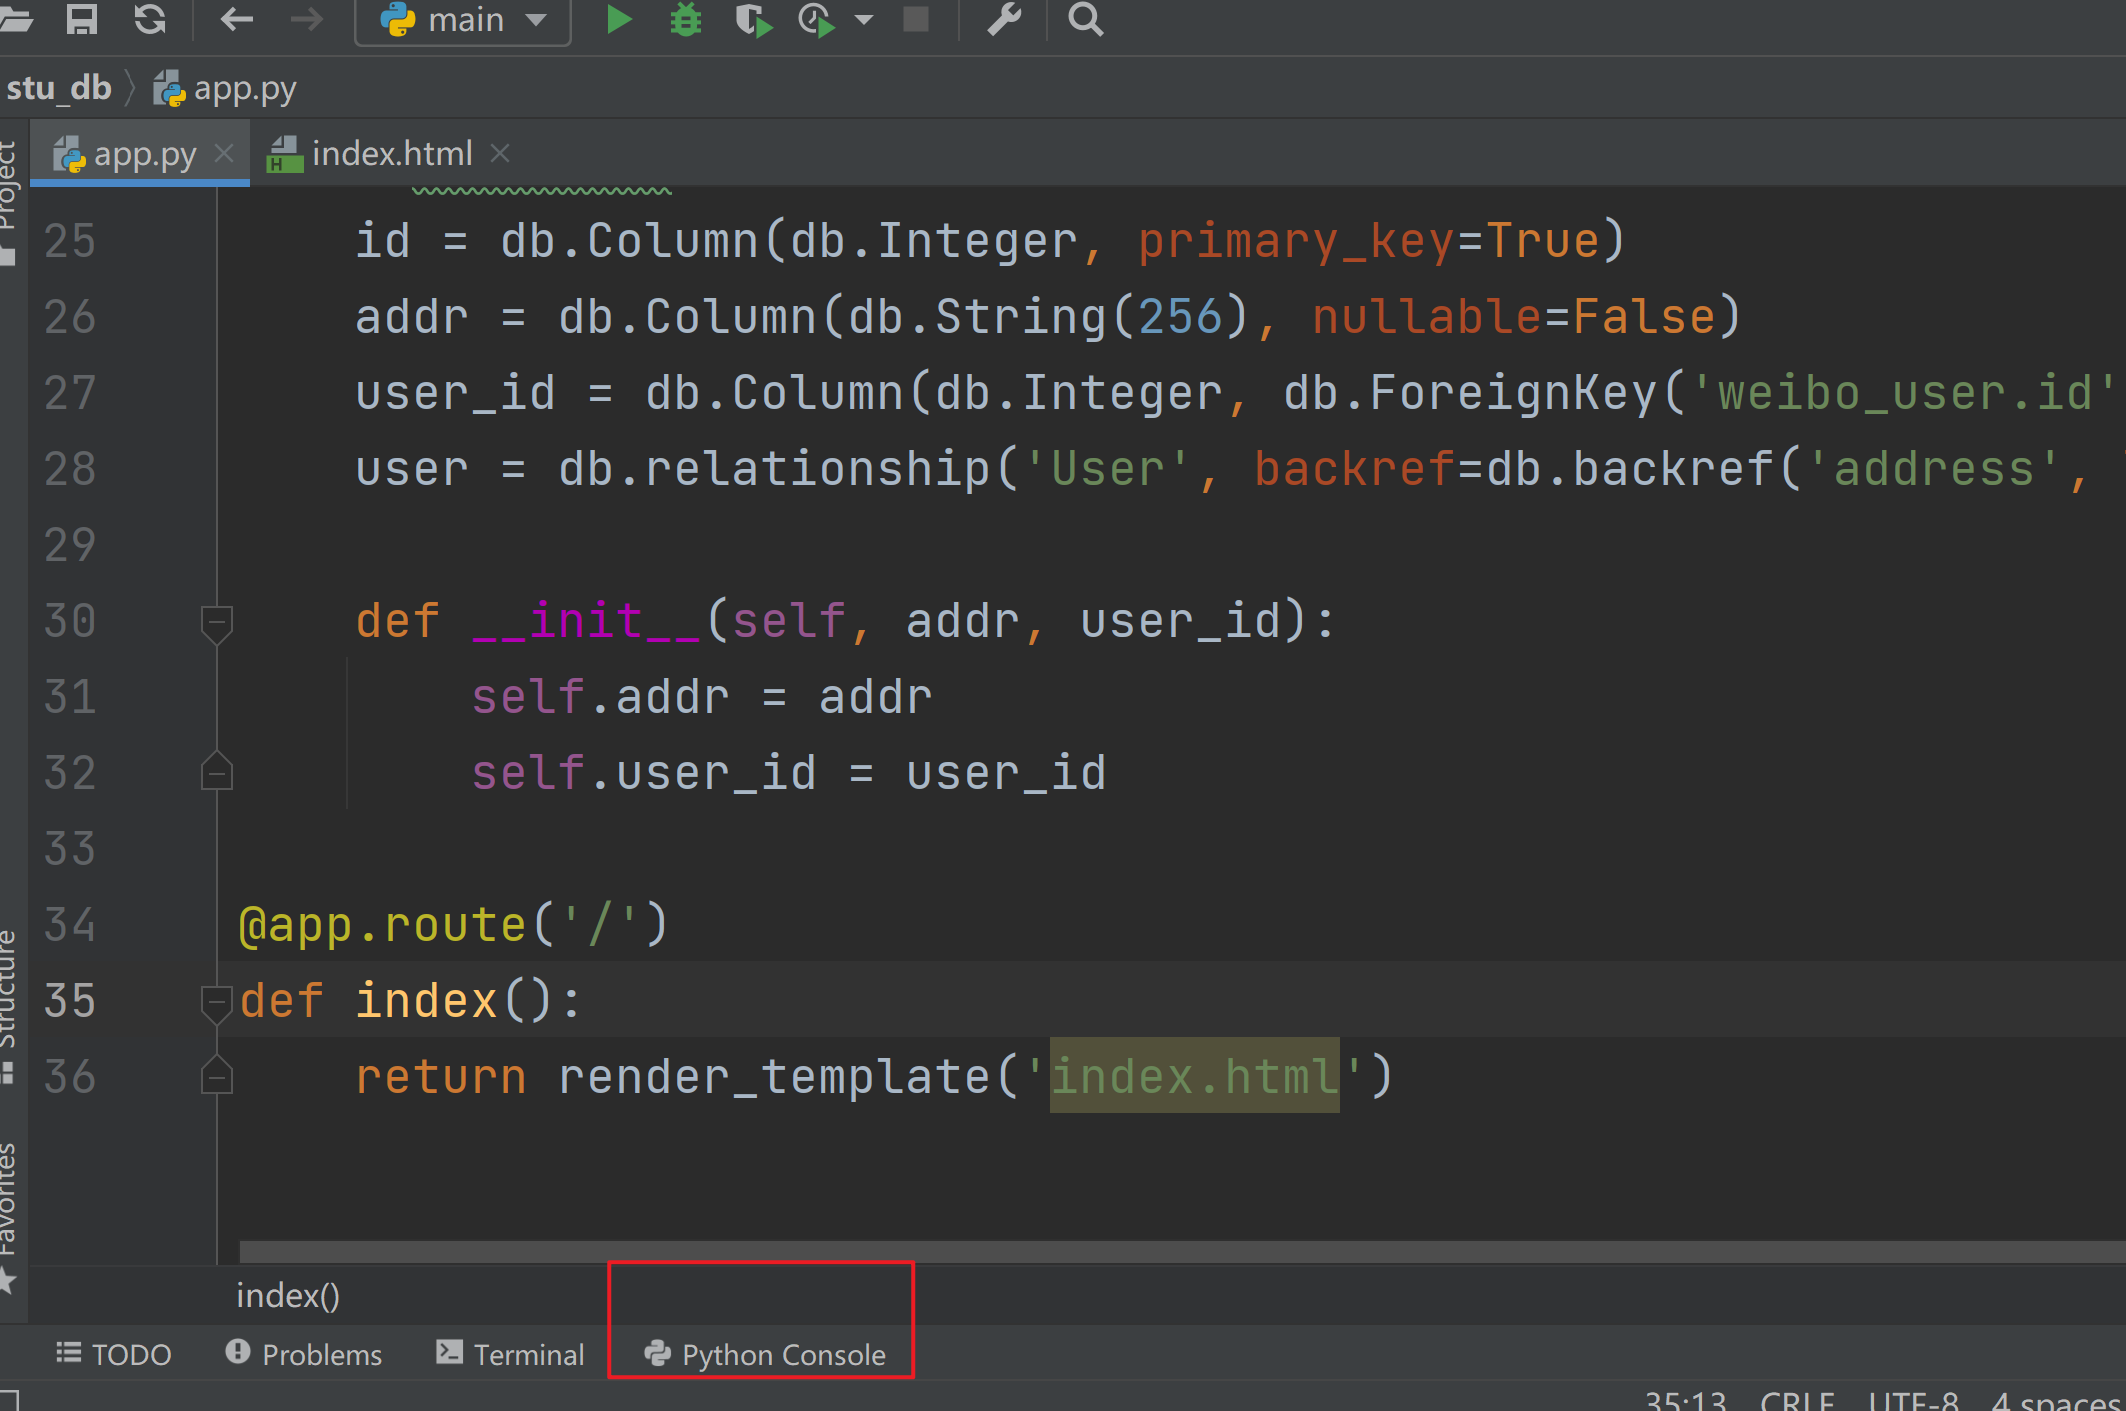 main
stu_db app.py
app.py index.html
Project
25 id = db.Column(db.Integer, primary_key=True)
26 addr = db.Column(db.String(256), nullable=False)
27 user_id = db.Column(db.Integer, db.ForeignKey('weibo_user.id'
28 user = db.relationship('User', backref=db.backref('address',
29
30 def __init__(self, addr, user_id):
31 self.addr = addr
32 self.user_id = user_id
33
34 @app.route('/')
35 def index():
36 return render_template('index.html')
Structure
Favorites
index()
TODO Problems Terminal Python Console
35:13 CRLF UTF-8 4 spaces